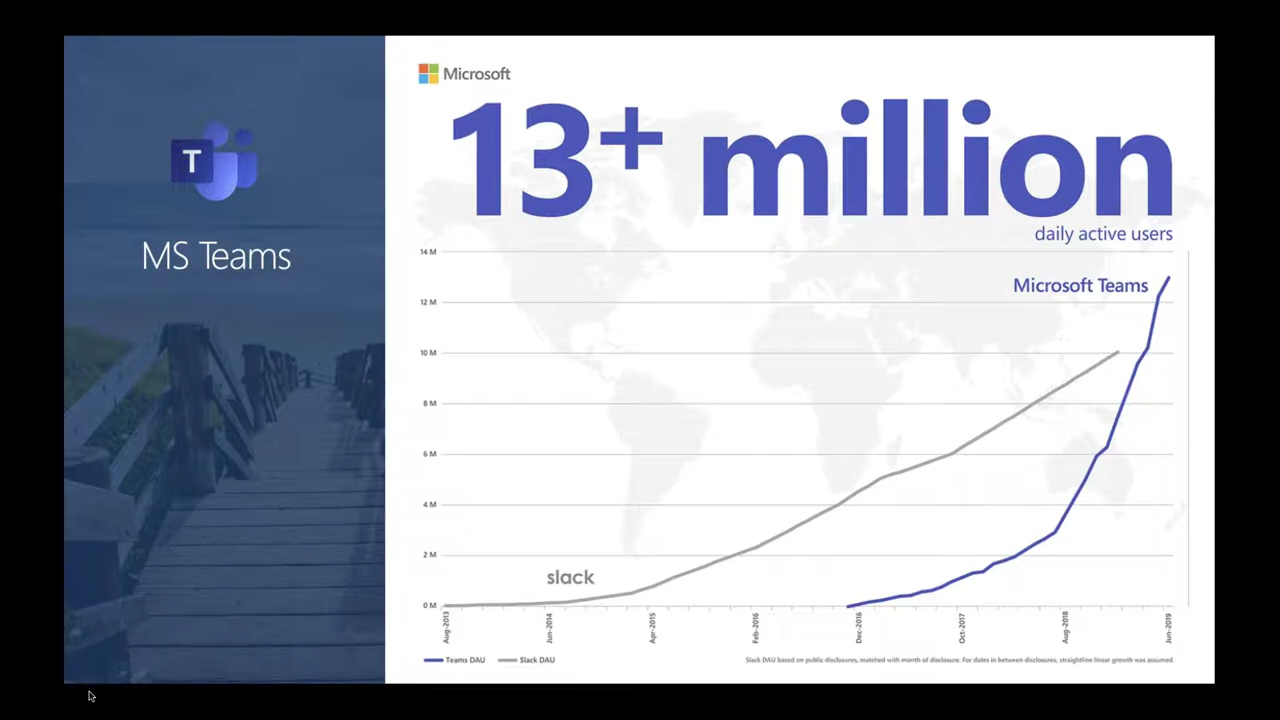 T
MS Teams
Microsoft
13+ million
daily active users
14 M
Microsoft Teams
12 M
10 M
8 M
6 M
4 M
2 M
slack
0 M
Aug-2013
Jun-2014
Apr-2015
Feb-2016
Dec-2016
Oct-2017
Aug-2018
Jun-2019
Teams DAU
Slack DAU
Slack DAU based on public disclosures, matched with month of disclosure. For dates in between disclosures, straightline linear growth was assumed.